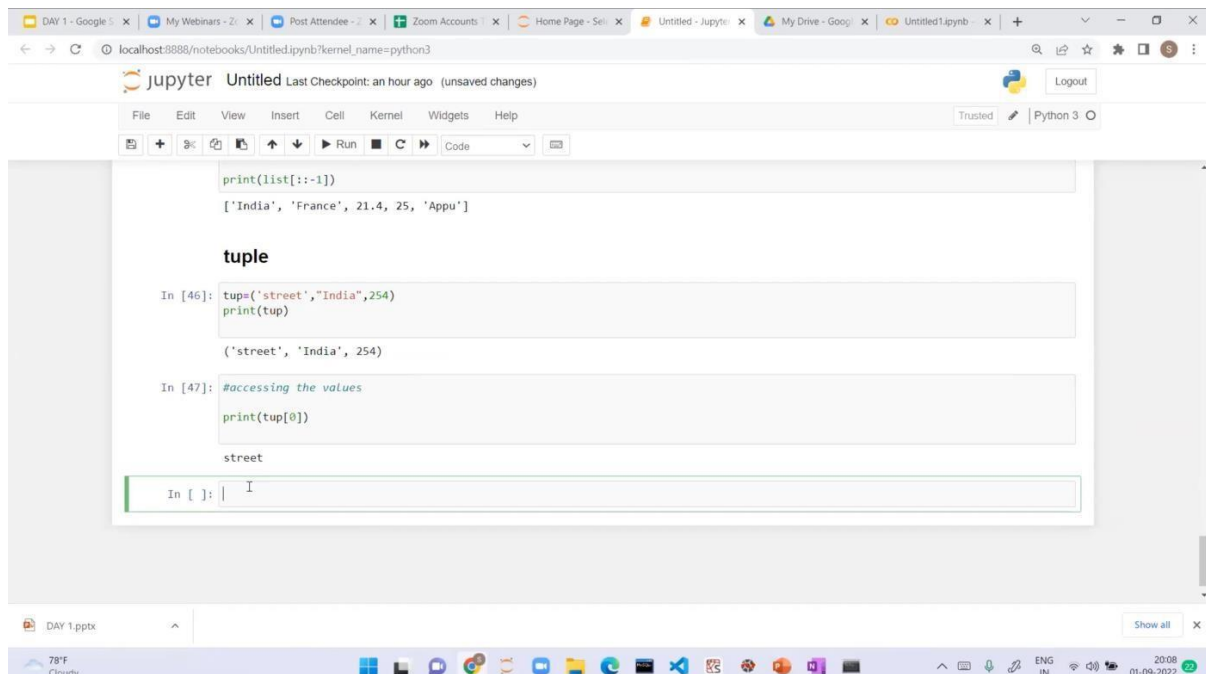 DAY 1 - Google S
My Webinars - Zo
Post Attendee - Z
Zoom Accounts
Home Page - Sel
Untitled - Jupyte
My Drive - Googl
Untitled1.ipynb -
localhost:8888/notebooks/Untitled.ipynb?kernel_name=python3
S
jupyter Untitled Last Checkpoint: an hour ago (unsaved changes)
Logout
File Edit View Insert Cell Kernel Widgets Help
Trusted Python 3
Run Code
print(list[::-1])
['India', 'France', 21.4, 25, 'Appu']
tuple
In [46]: tup=('street',"India",254)
print(tup)
('street', 'India', 254)
In [47]: #accessing the values
print(tup[0])
street
In [ ]:
DAY 1.pptx
Show all
78°F
Cloudy
ENG
IN
20:08
01-09-2022
22